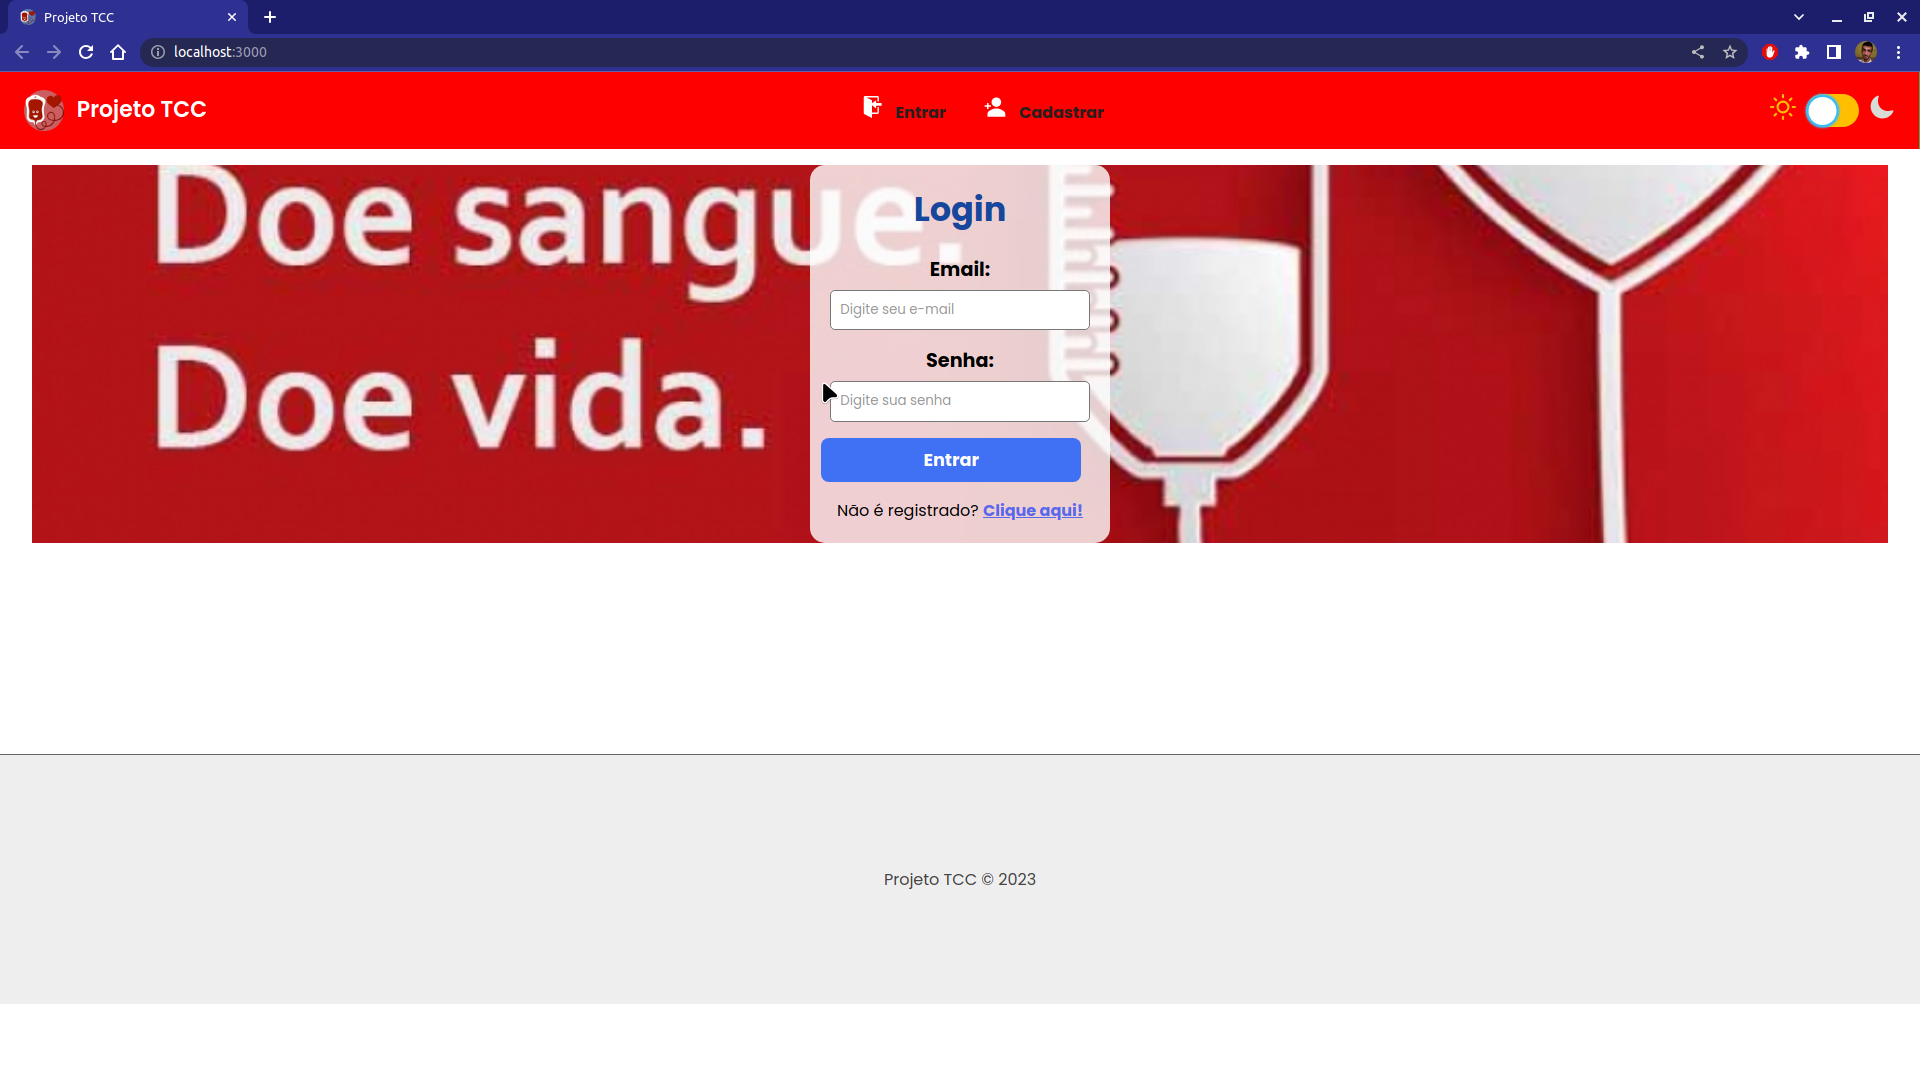 Projeto TCC
localhost:3000
Projeto TCC
Entrar
Cadastrar
Doe sangue.
Doe vida.
Login
Email:
Digite seu e-mail
Senha:
Digite sua senha
Entrar
Não é registrado? Clique aqui!
Projeto TCC © 2023